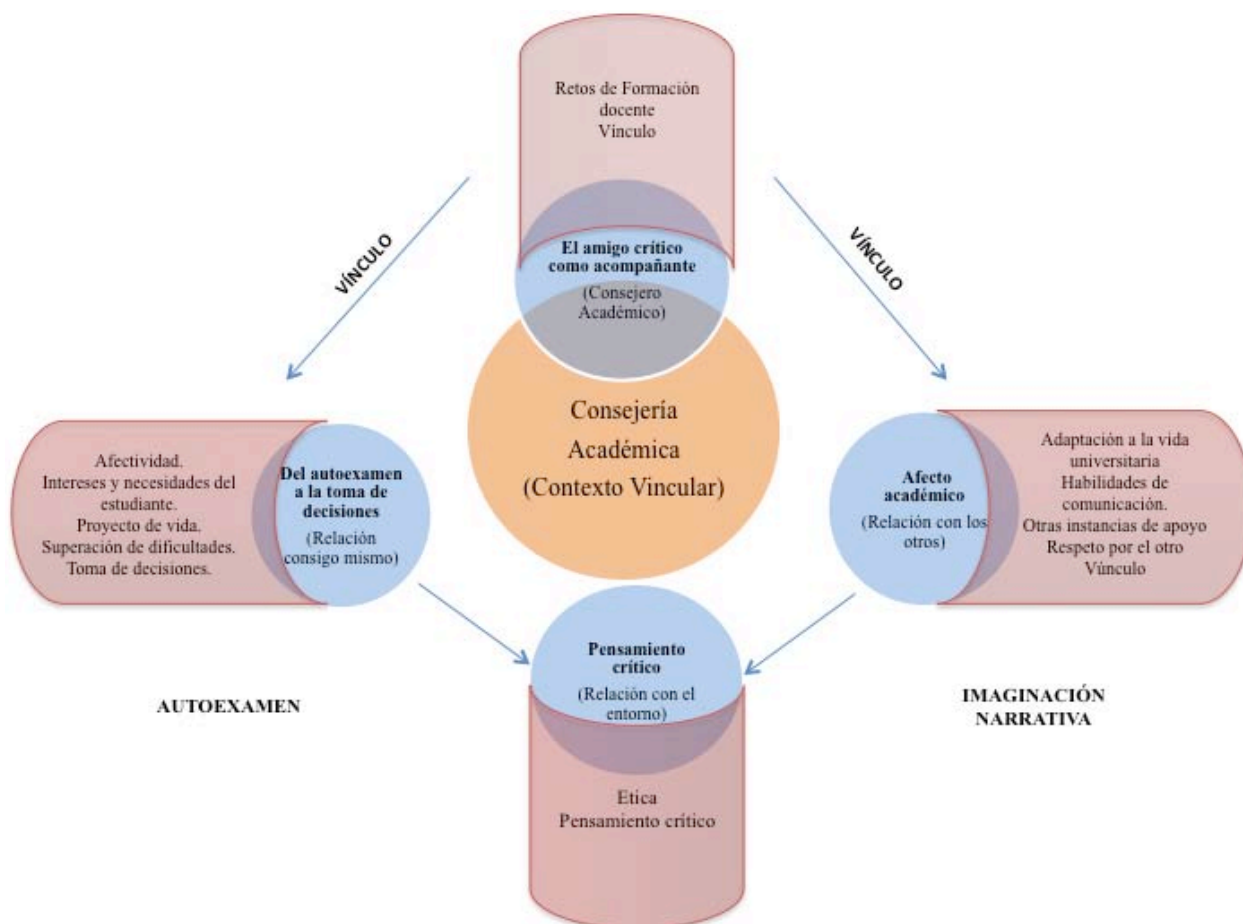 Retos de Formación
docente
Vínculo
El amigo crítico
como acompañante
(Consejero
Académico)
VÍNCULO
VÍNCULO
Consejería
Académica
(Contexto Vincular)
Afectividad.
Intereses y necesidades del
estudiante.
Proyecto de vida.
Superación de dificultades.
Toma de decisiones.
Del autoexamen
a la toma de
decisiones
(Relación
consigo mismo)
Afecto
académico
(Relación con los
otros)
Adaptación a la vida
universitaria
Habilidades de
comunicación.
Otras instancias de apoyo
Respeto por el otro
Vúnculo
Pensamiento
crítico
(Relación con el
entorno)
AUTOEXAMEN
IMAGINACIÓN
NARRATIVA
Etica
Pensamiento crítico